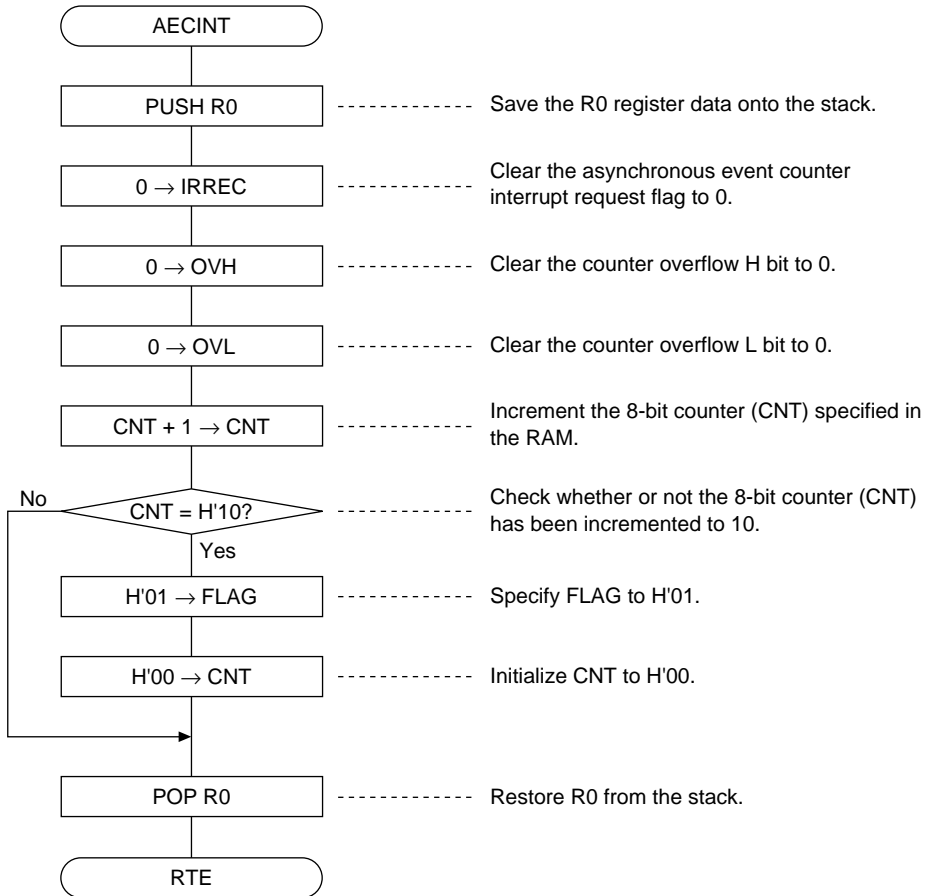 AECINT
PUSH R0
Save the R0 register data onto the stack.
0 → IRREC
Clear the asynchronous event counter
interrupt request flag to 0.
0 → OVH
Clear the counter overflow H bit to 0.
0 → OVL
Clear the counter overflow L bit to 0.
CNT + 1 → CNT
Increment the 8-bit counter (CNT) specified in
the RAM.
No
CNT = H'10?
Check whether or not the 8-bit counter (CNT)
has been incremented to 10.
Yes
H'01 → FLAG
Specify FLAG to H'01.
H'00 → CNT
Initialize CNT to H'00.
POP R0
Restore R0 from the stack.
RTE